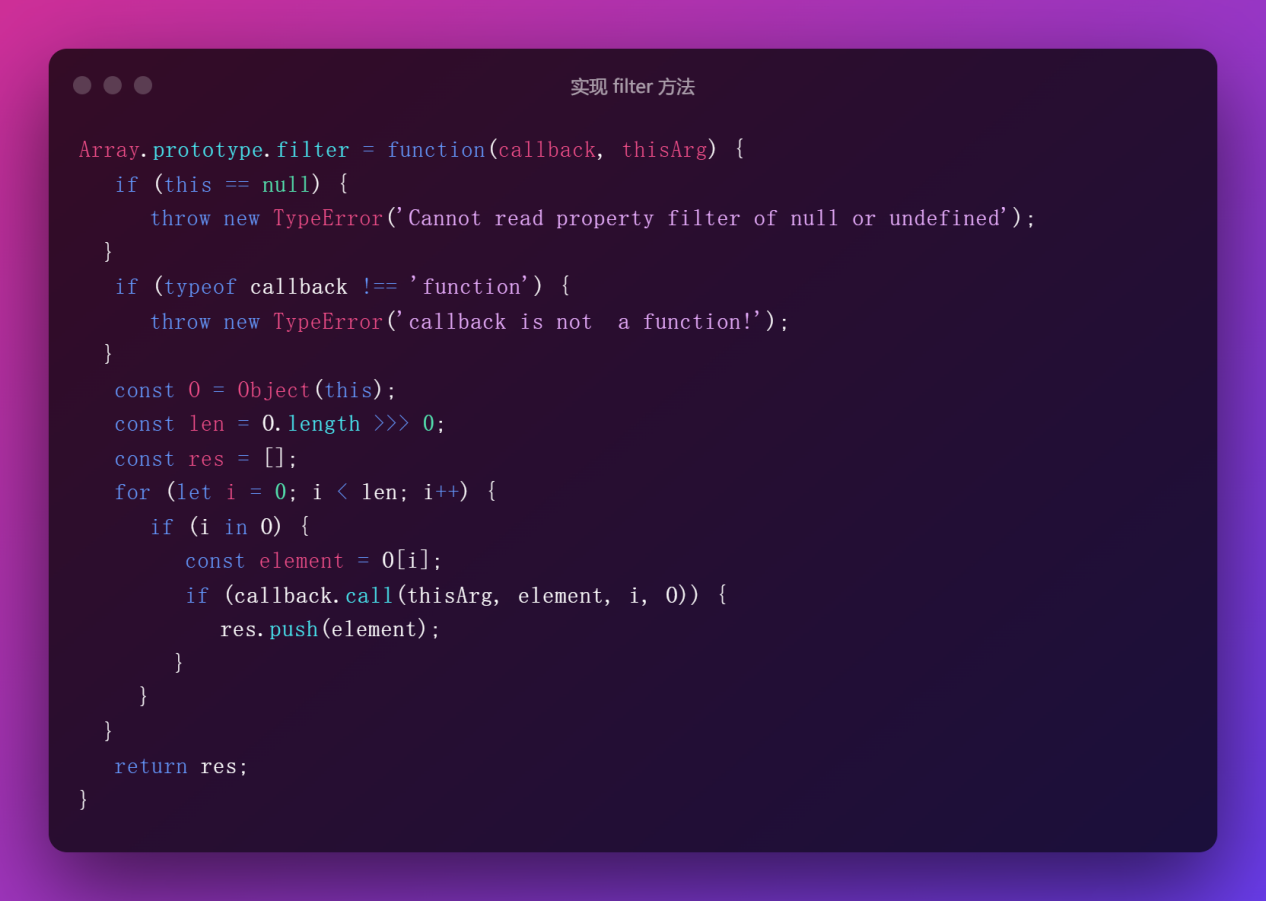 实现 filter 方法
Array.prototype.filter = function(callback, thisArg) {
   if (this == null) {
      throw new TypeError('Cannot read property filter of null or undefined');
  }
   if (typeof callback !== 'function') {
      throw new TypeError('callback is not  a function!');
  }
   const O = Object(this);
   const len = O.length >>> 0;
   const res = [];
   for (let i = 0; i < len; i++) {
      if (i in O) {
         const element = O[i];
         if (callback.call(thisArg, element, i, O)) {
            res.push(element);
        }
     }
  }
   return res;
}